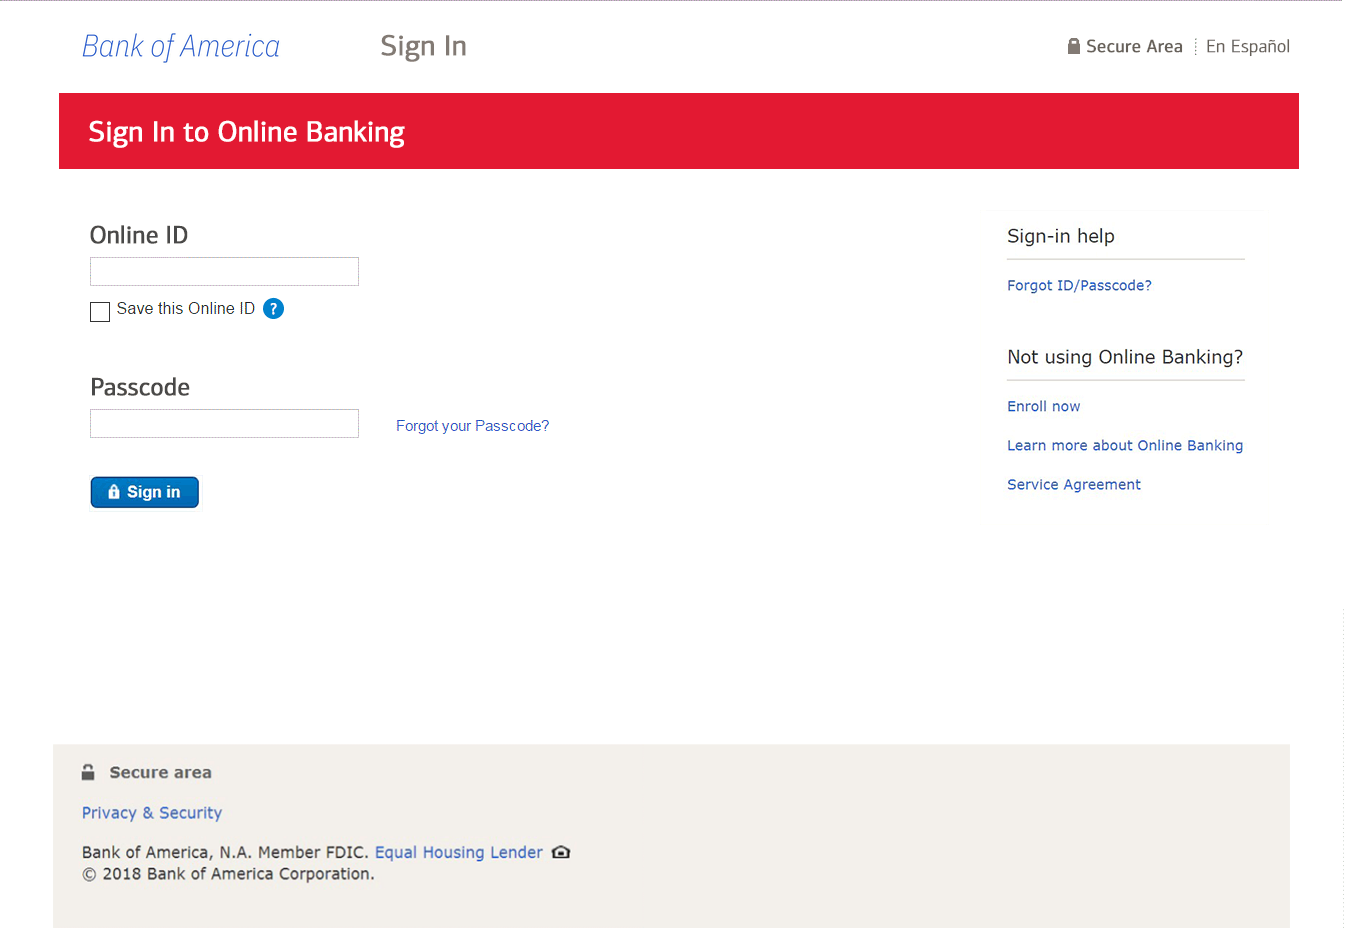 Bank of America
Sign In
Secure Area
En Español
Sign In to Online Banking
Online ID
Save this Online ID ?
Passcode
Forgot your Passcode?
Sign in
Sign-in help
Forgot ID/Passcode?
Not using Online Banking?
Enroll now
Learn more about Online Banking
Service Agreement
Secure area
Privacy & Security
Bank of America, N.A. Member FDIC. Equal Housing Lender
© 2018 Bank of America Corporation.